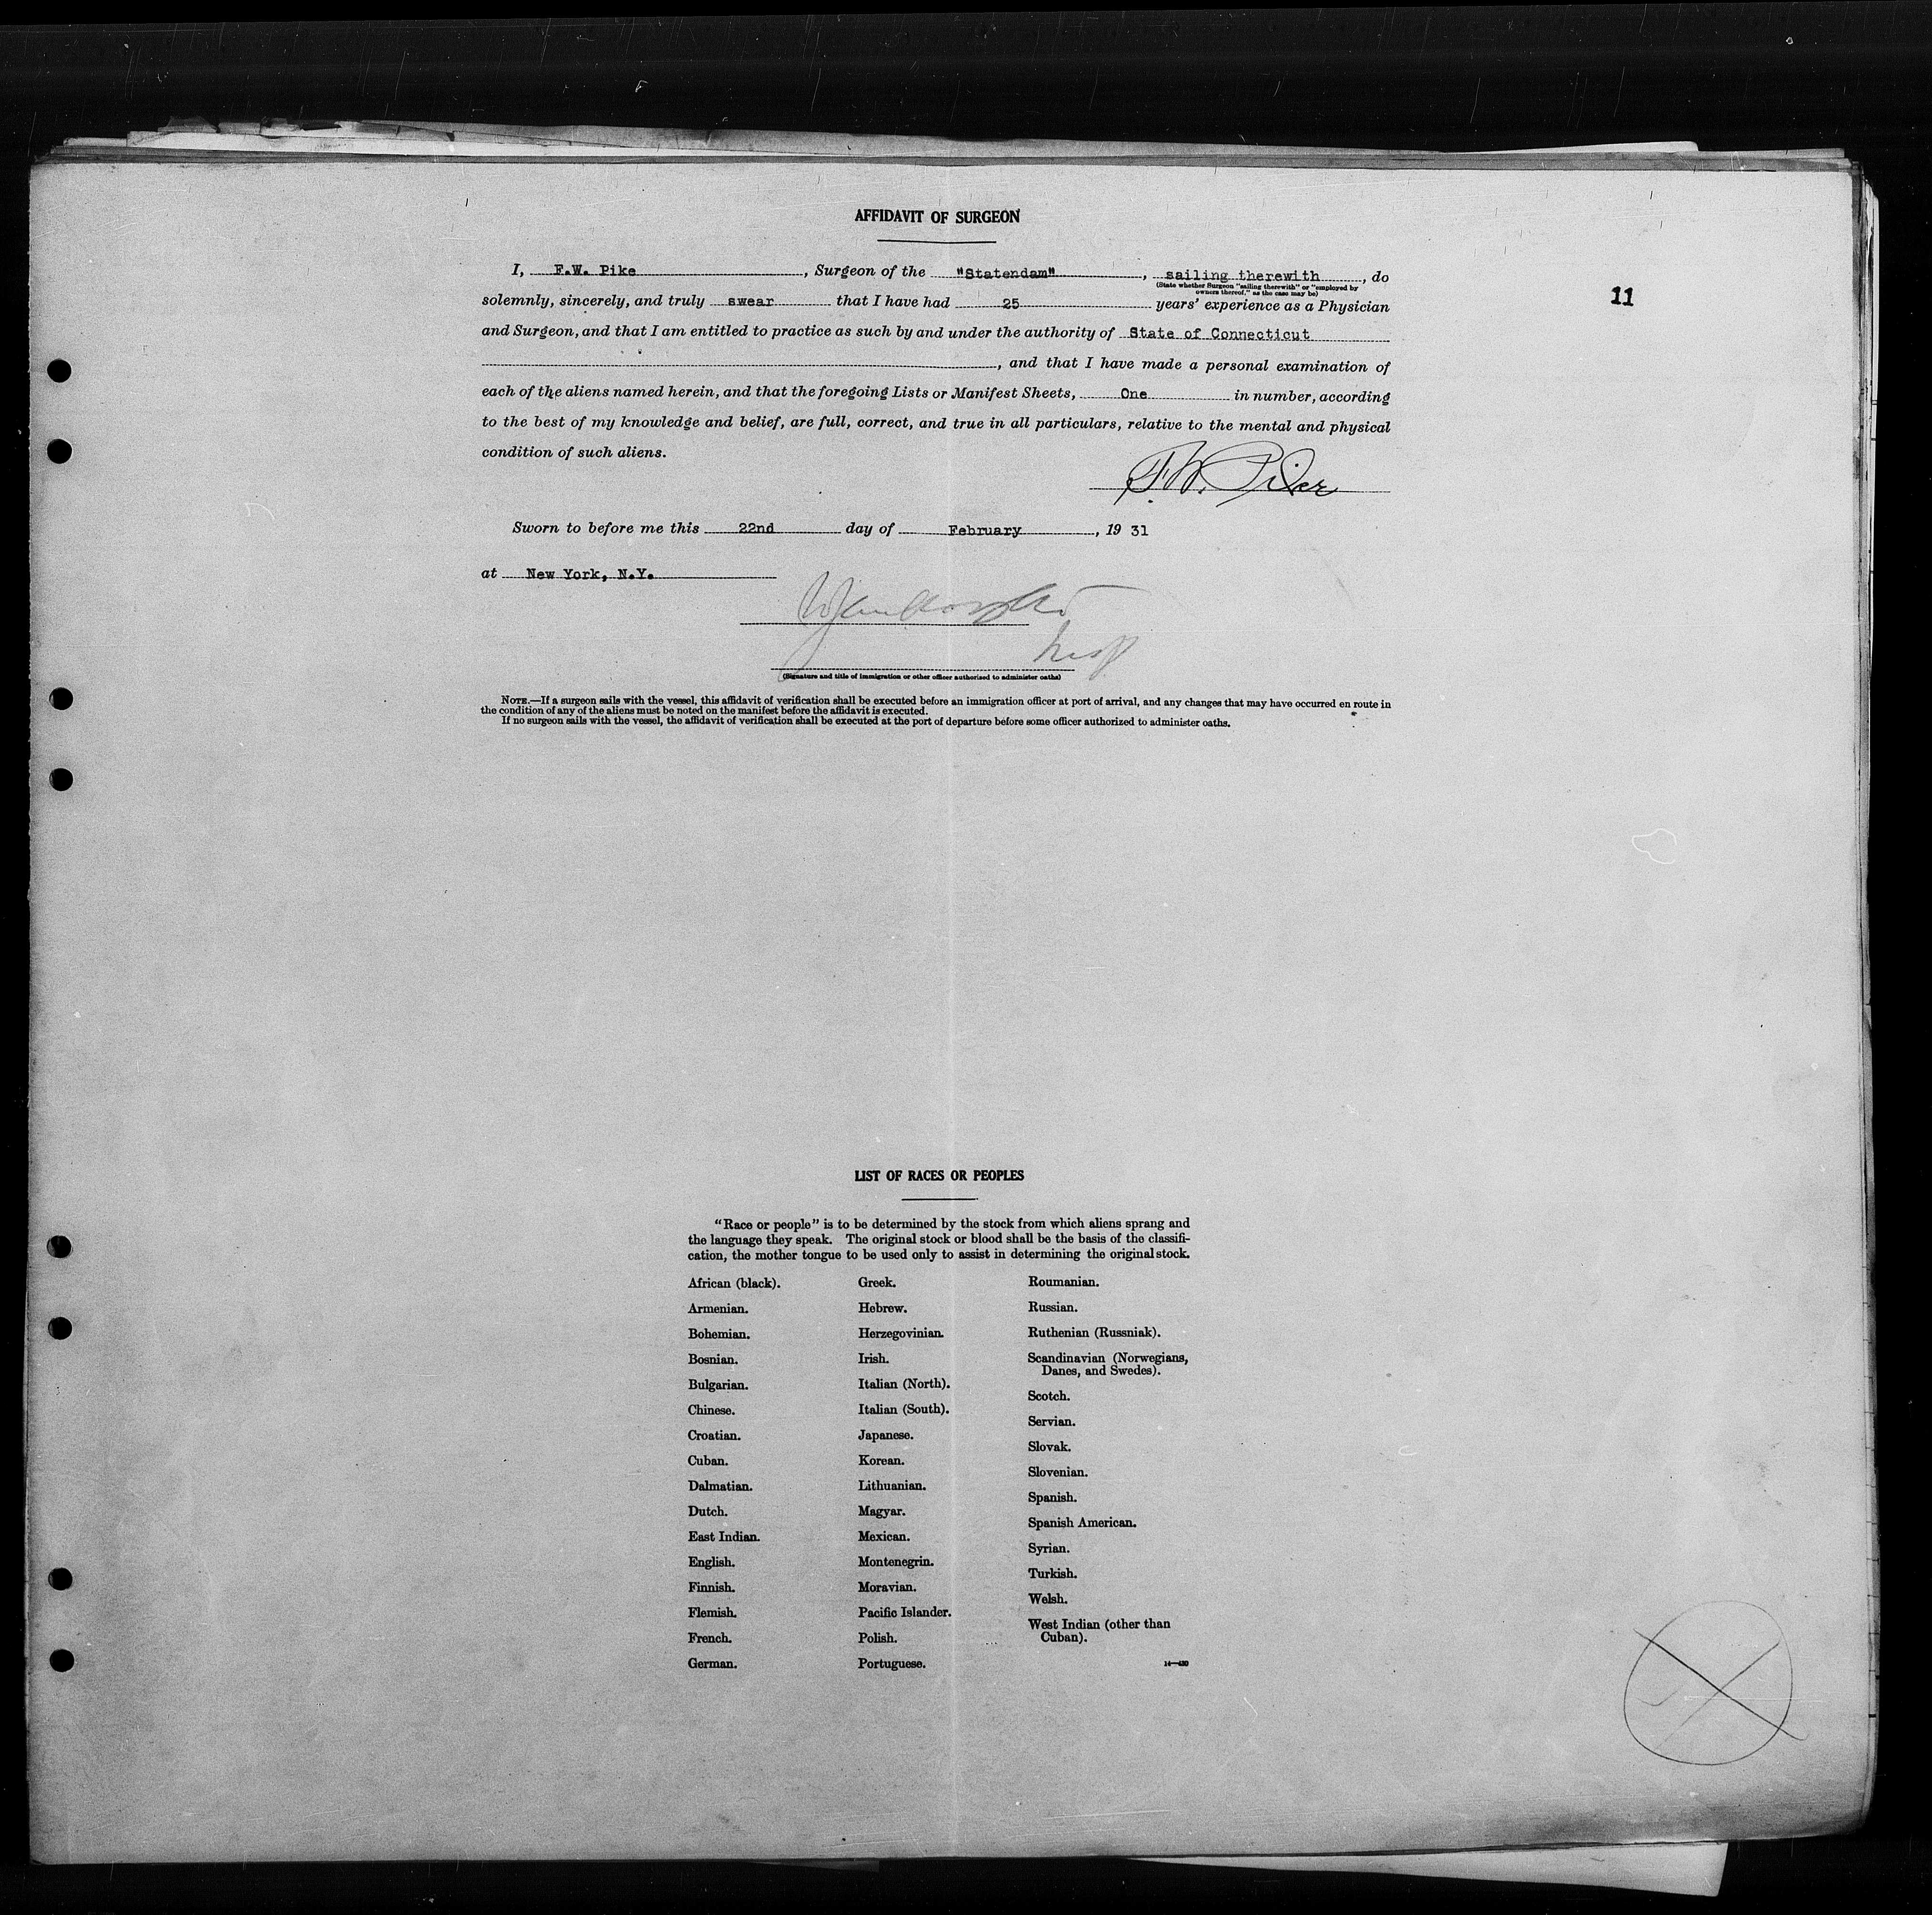 AFFIDAVIT OF SURGEON
I, F.W. Pike, Surgeon of the "Statendam", sailing therewith, do
(State whether Surgeon "sailing therewith" or "employed by
owners thereof," as the case may be)
solemnly, sincerely, and truly swear that I have had 25 years' experience as a Physician
11
and Surgeon, and that I am entitled to practice as such by and under the authority of State of Connecticut
, and that I have made a personal examination of
each of the aliens named herein, and that the foregoing Lists or Manifest Sheets, One in number, according
to the best of my knowledge and belief, are full, correct, and true in all particulars, relative to the mental and physical
condition of such aliens.
F.W.
Sworn to before me this 22nd day of February, 19 31
at New York, N.Y.
(Signature and title of immigration or other officer authorized to administer oaths)
NOTE.—If a surgeon sails with the vessel, this affidavit of verification shall be executed before an immigration officer at port of arrival, and any changes that may have occurred en route in
the condition of any of the aliens must be noted on the manifest before the affidavit is executed.
If no surgeon sails with the vessel, the affidavit of verification shall be executed at the port of departure before some officer authorized to administer oaths.
LIST OF RACES OR PEOPLES
"Race or people" is to be determined by the stock from which aliens sprang and
the language they speak. The original stock or blood shall be the basis of the classifi-
cation, the mother tongue to be used only to assist in determining the original stock.
African (black).
Armenian.
Bohemian.
Bosnian.
Bulgarian.
Chinese.
Croatian.
Cuban.
Dalmatian.
Dutch.
East Indian.
English.
Finnish.
Flemish.
French.
German.
Greek.
Hebrew.
Herzegovinian.
Irish.
Italian (North).
Italian (South).
Japanese.
Korean.
Lithuanian.
Magyar.
Mexican.
Montenegrin.
Moravian.
Pacific Islander.
Polish.
Portuguese.
Roumanian.
Russian.
Ruthenian (Russniak).
Scandinavian (Norwegians,
Danes, and Swedes).
Scotch.
Servian.
Slovak.
Slovenian.
Spanish.
Spanish American.
Syrian.
Turkish.
Welsh.
West Indian (other than
Cuban).